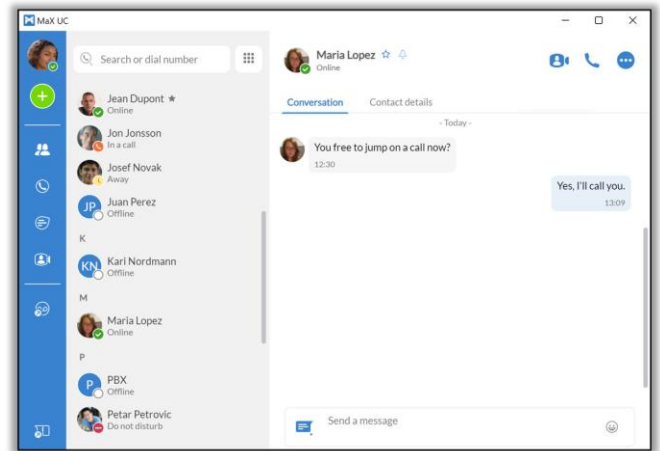 MaX UC
Search or dial number
Jean Dupont ★
Online
Jon Jonsson
In a call
Josef Novak
Away
JP
Juan Perez
Offline
K
KN
Kari Nordmann
Offline
M
Maria Lopez
Online
P
P
PBX
Offline
Petar Petrovic
Do not disturb
Maria Lopez
Online
Conversation Contact details
- Today -
You free to jump on a call now?
12:30
Yes, I'll call you.
13:09
Send a message